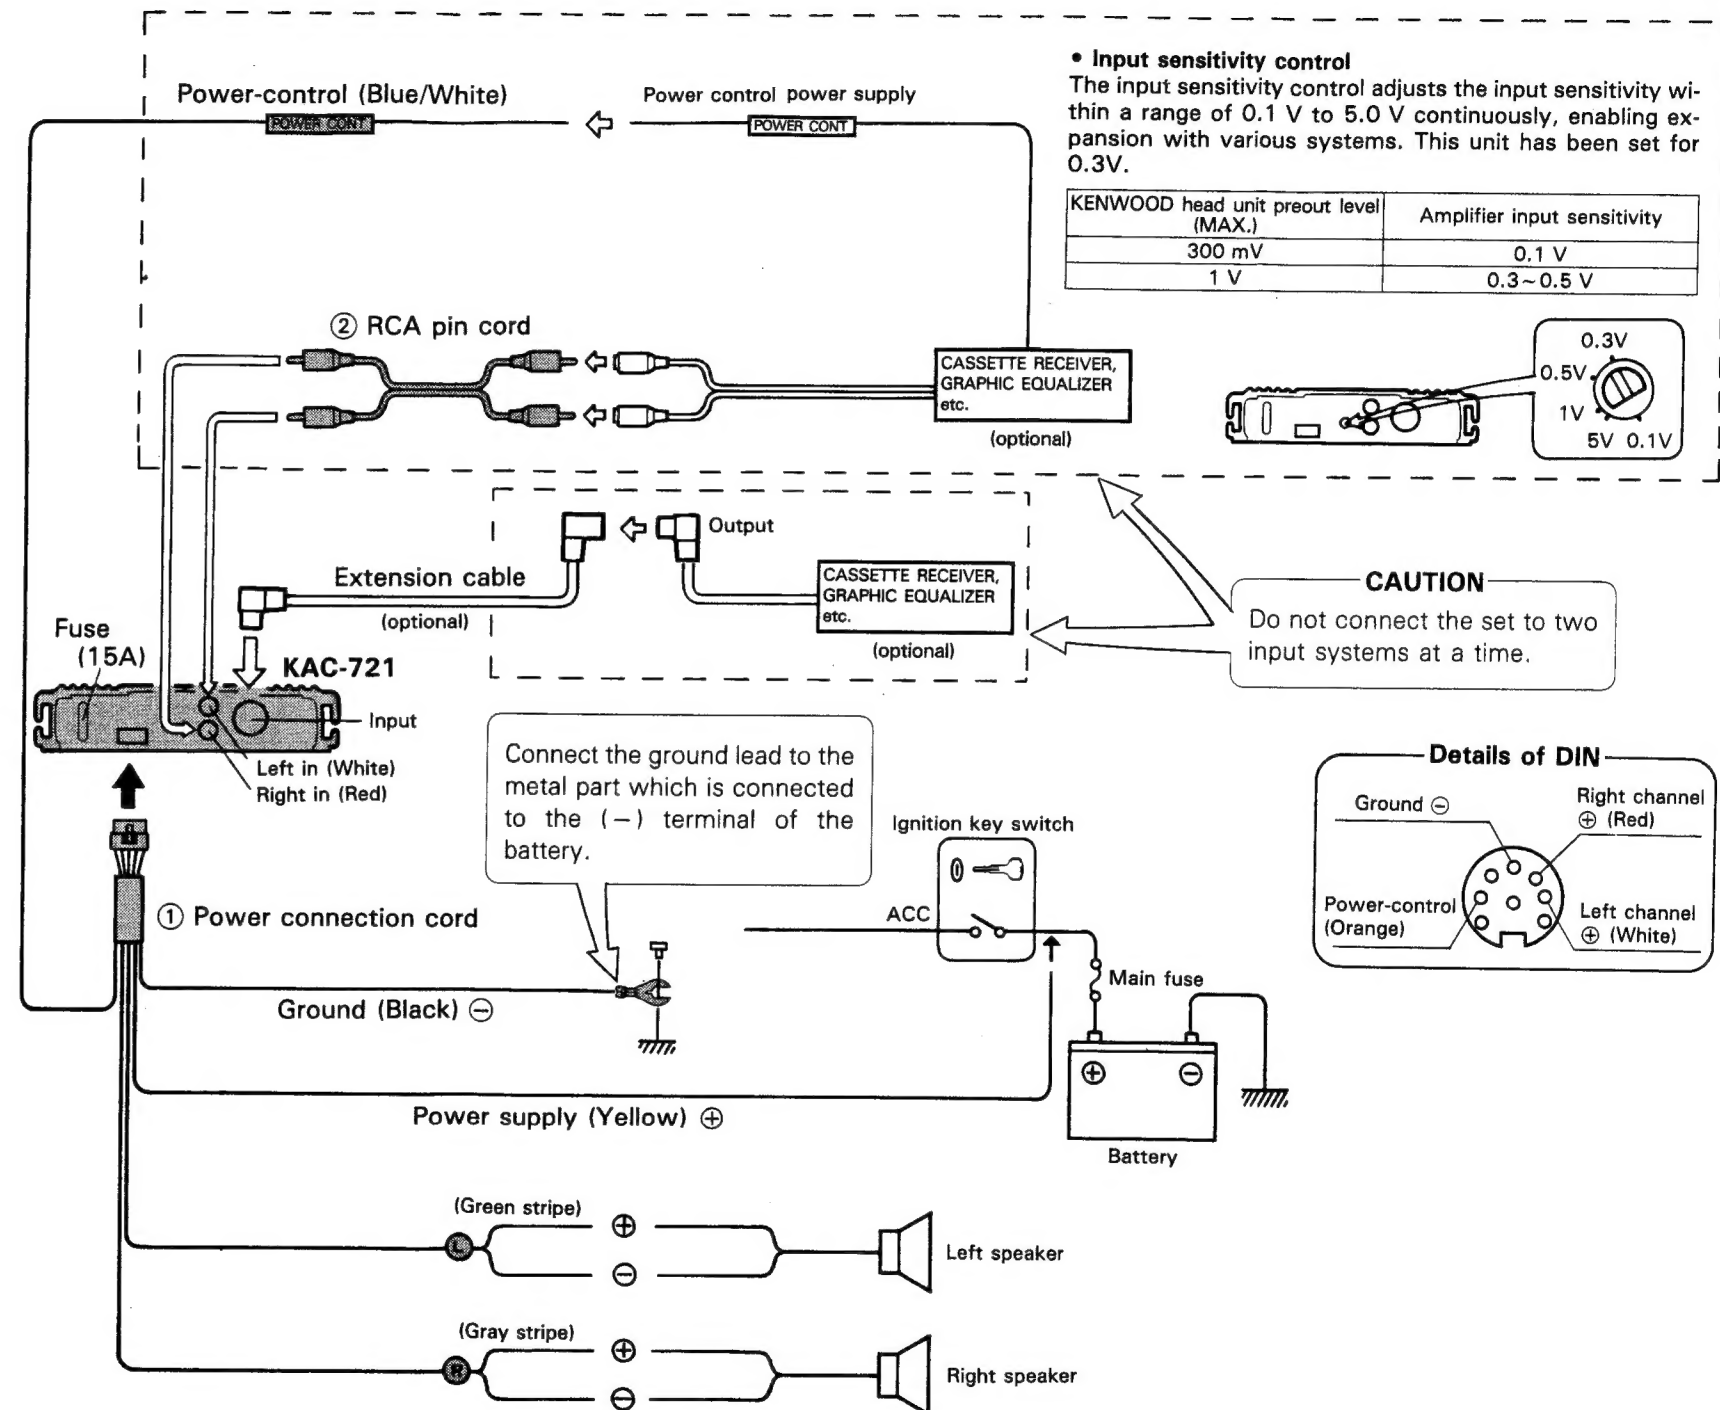 Power-control (Blue/White)
POWER CONT
Power control power supply
POWER CONT
• Input sensitivity control
The input sensitivity control adjusts the input sensitivity wi-
thin a range of 0.1 V to 5.0 V continuously, enabling ex-
pansion with various systems. This unit has been set for
0.3V.
KENWOOD head unit preout level
(MAX.)
Amplifier input sensitivity
300 mV
0.1 V
1 V
0.3~0.5 V
② RCA pin cord
CASSETTE RECEIVER,
GRAPHIC EQUALIZER
etc.
(optional)
0.3V
0.5V
1V
5V 0.1V
Output
Extension cable
(optional)
CASSETTE RECEIVER,
GRAPHIC EQUALIZER
etc.
(optional)
CAUTION
Do not connect the set to two
input systems at a time.
Fuse
(15A)
KAC-721
Input
Left in (White)
Right in (Red)
Connect the ground lead to the
metal part which is connected
to the (−) terminal of the
battery.
Details of DIN
Ground ⊖
Right channel
⊕ (Red)
Power-control
(Orange)
Left channel
⊕ (White)
Ignition key switch
ACC
① Power connection cord
Main fuse
Ground (Black) ⊖
⊕ ⊖
Power supply (Yellow) ⊕
Battery
(Green stripe)
⊕
L
⊖
Left speaker
(Gray stripe)
⊕
R
⊖
Right speaker